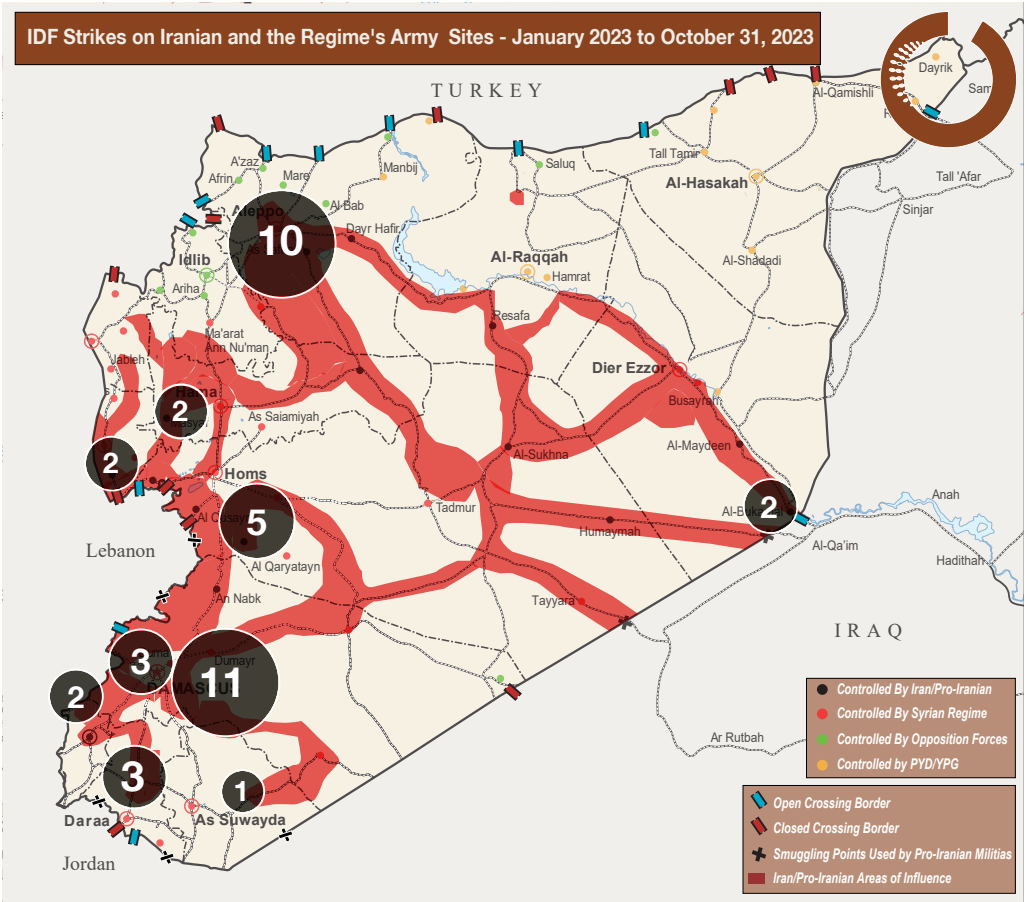 IDF Strikes on Iranian and the Regime's Army Sites - January 2023 to October 31, 2023
TURKEY
Dayrik
Al-Qamishli
Sam
A'zaz
Mare
Afrin
Manbij
Saluq
Tall Tamir
Al-Hasakah
Tall 'Afar
Sinjar
Aleppo
Al-Bab
Dayr Hafir
10
Idlib
Al-Raqqah
Hamrat
Al-Shadadi
Ariha
Ma'arat
Ann Nu'man
Resafa
Jableh
Dier Ezzor
Hama
2
Busayrah
As Saiamiyah
Al-Maydeen
Al-Sukhna
2
Homs
Tadmur
2
Anah
5
Humaymah
Al-Qa'im
Hadithah
Lebanon
Al Qaryatayn
An Nabk
Tayyara
IRAQ
3
Dumayr
11
DAMASCUS
2
Controlled By Iran/Pro-Iranian
Controlled By Syrian Regime
Controlled By Opposition Forces
Controlled by PYD/YPG
Ar Rutbah
3
1
Daraa
As Suwayda
Jordan
Open Crossing Border
Closed Crossing Border
Smuggling Points Used by Pro-Iranian Militias
Iran/Pro-Iranian Areas of Influence